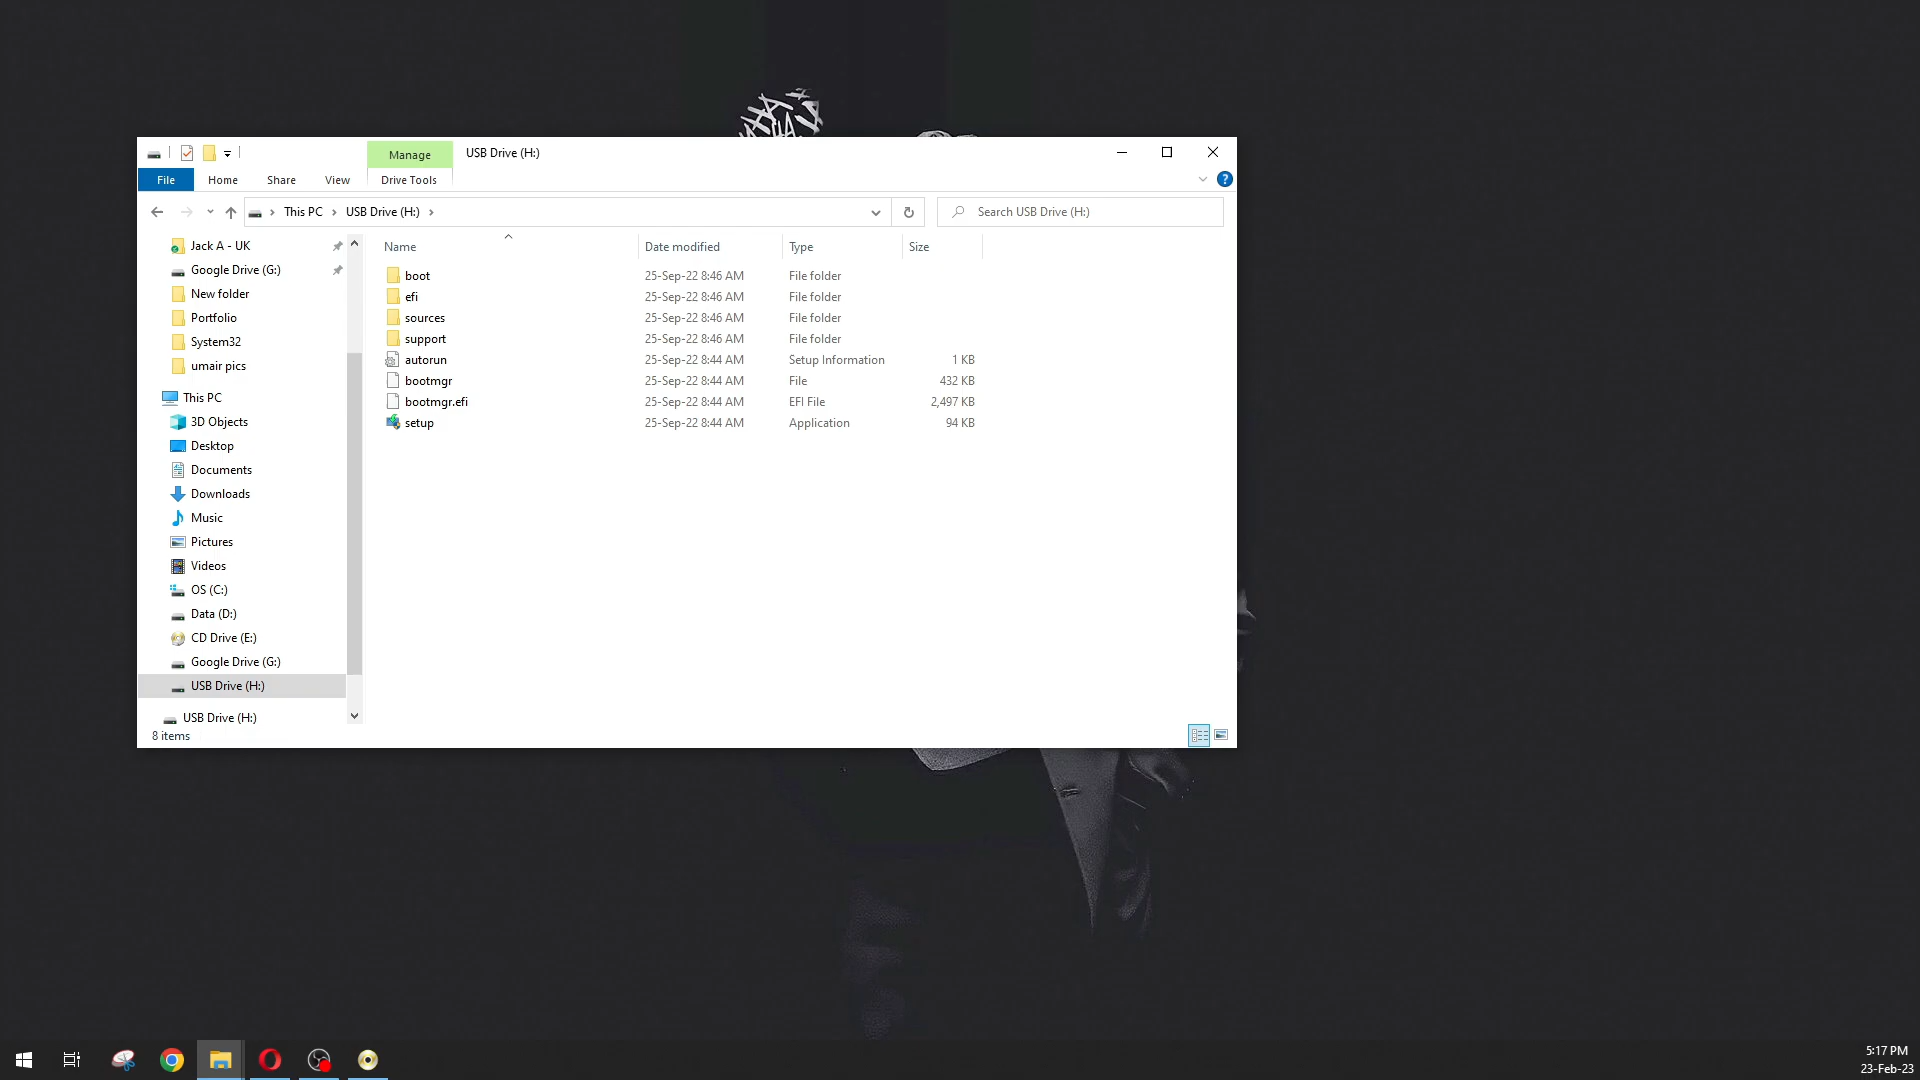 Manage
USB Drive (H:)
File
Home
Share
View
Drive Tools
?
This PC
USB Drive (H:)
Search USB Drive (H:)
Jack A - UK
Google Drive (G:)
New folder
Portfolio
System32
umair pics
This PC
3D Objects
Desktop
Documents
Downloads
Music
Pictures
Videos
OS (C:)
Data (D:)
CD Drive (E:)
Google Drive (G:)
USB Drive (H:)
USB Drive (H:)
Name Date modified Type Size
boot 25-Sep-22 8:46 AM File folder
efi 25-Sep-22 8:46 AM File folder
sources 25-Sep-22 8:46 AM File folder
support 25-Sep-22 8:46 AM File folder
autorun 25-Sep-22 8:44 AM Setup Information 1 KB
bootmgr 25-Sep-22 8:44 AM File 432 KB
bootmgr.efi 25-Sep-22 8:44 AM EFI File 2,497 KB
setup 25-Sep-22 8:44 AM Application 94 KB
8 items
5:17 PM
23-Feb-23